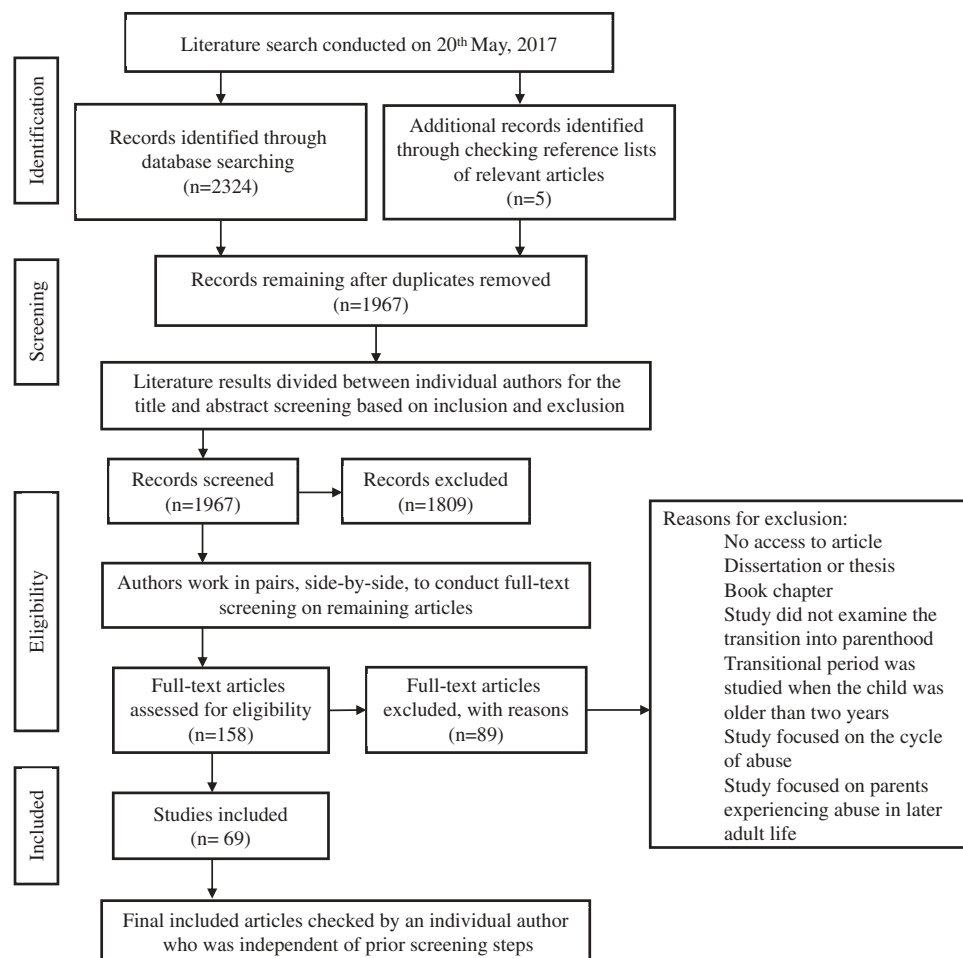 Literature search conducted on 20th May, 2017
Identification
Records identified through
database searching
(n=2324)
Additional records identified
through checking reference lists
of relevant articles
(n=5)
Screening
Records remaining after duplicates removed
(n=1967)
Literature results divided between individual authors for the
title and abstract screening based on inclusion and exclusion
Eligibility
Records screened
(n=1967)
Records excluded
(n=1809)
Authors work in pairs, side-by-side, to conduct full-text
screening on remaining articles
Full-text articles
assessed for eligibility
(n=158)
Full-text articles
excluded, with reasons
(n=89)
Reasons for exclusion:
No access to article
Dissertation or thesis
Book chapter
Study did not examine the
transition into parenthood
Transitional period was
studied when the child was
older than two years
Study focused on the cycle
of abuse
Study focused on parents
experiencing abuse in later
adult life
Included
Studies included
(n= 69)
Final included articles checked by an individual author
who was independent of prior screening steps